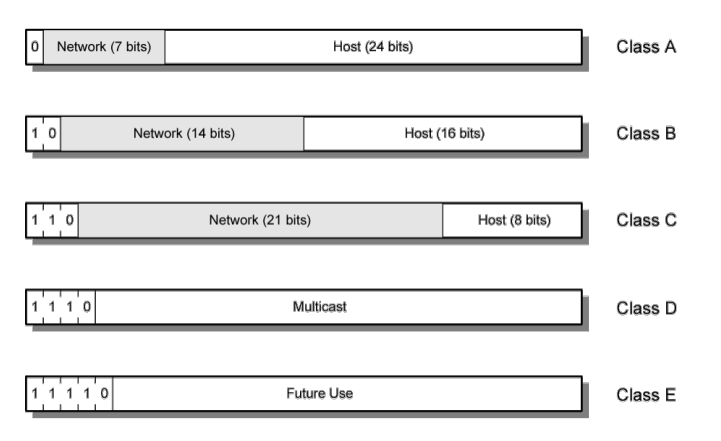 0 Network (7 bits) Host (24 bits) Class A
1 0 Network (14 bits) Host (16 bits) Class B
1 1 0 Network (21 bits) Host (8 bits) Class C
1 1 1 0 Multicast Class D
1 1 1 1 0 Future Use Class E